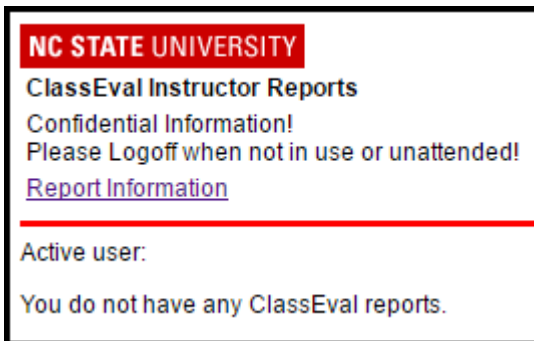 NC STATE UNIVERSITY
ClassEval Instructor Reports
Confidential Information!
Please Logoff when not in use or unattended!
Report Information
Active user:
You do not have any ClassEval reports.